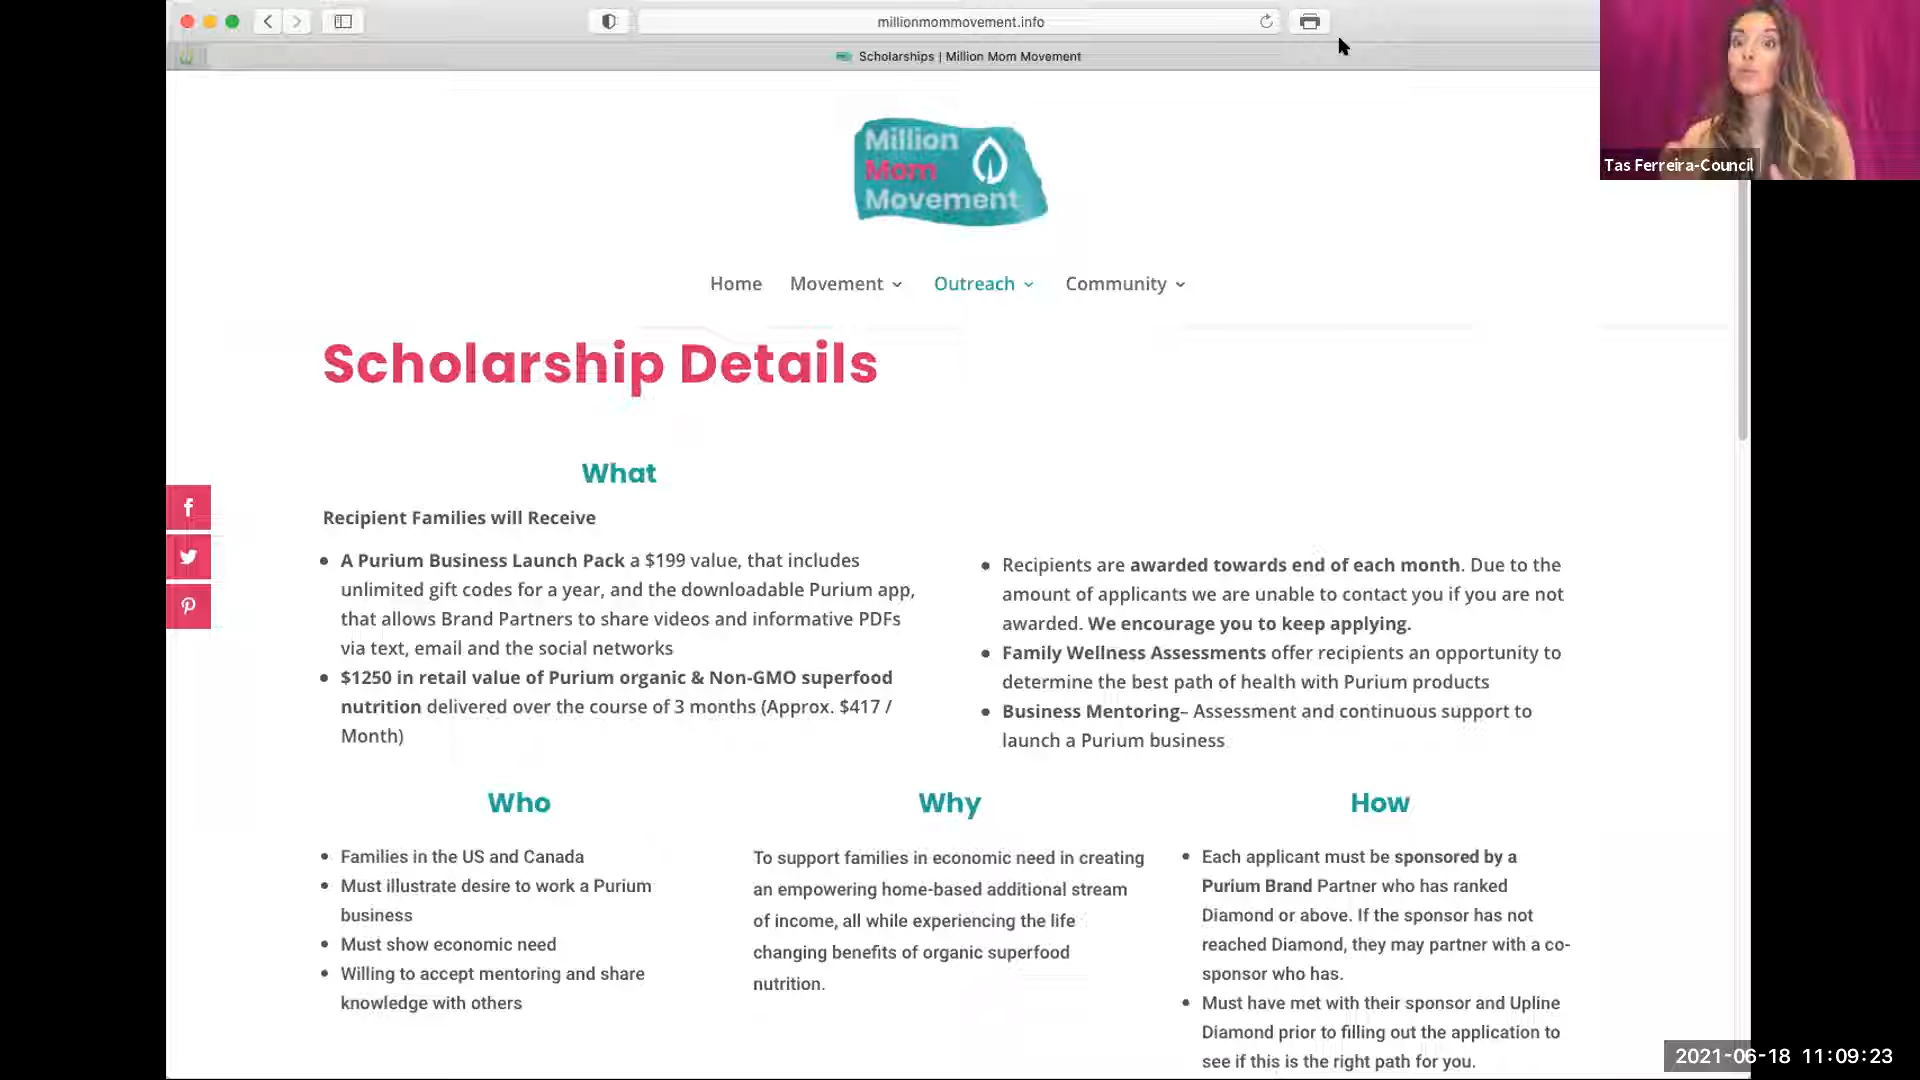 millionmommovement.info
Scholarships | Million Mom Movement
Tas Ferreira-Council
Million
Mom
Movement
Home Movement Outreach Community
Scholarship Details
What
Recipient Families will Receive
• A Purium Business Launch Pack a $199 value, that includes
unlimited gift codes for a year, and the downloadable Purium app,
that allows Brand Partners to share videos and informative PDFs
via text, email and the social networks
• $1250 in retail value of Purium organic & Non-GMO superfood
nutrition delivered over the course of 3 months (Approx. $417 /
Month)
• Recipients are awarded towards end of each month. Due to the
amount of applicants we are unable to contact you if you are not
awarded. We encourage you to keep applying.
• Family Wellness Assessments offer recipients an opportunity to
determine the best path of health with Purium products
• Business Mentoring– Assessment and continuous support to
launch a Purium business
Who
• Families in the US and Canada
• Must illustrate desire to work a Purium
business
• Must show economic need
• Willing to accept mentoring and share
knowledge with others
Why
To support families in economic need in creating
an empowering home-based additional stream
of income, all while experiencing the life
changing benefits of organic superfood
nutrition.
How
• Each applicant must be sponsored by a
Purium Brand Partner who has ranked
Diamond or above. If the sponsor has not
reached Diamond, they may partner with a co-
sponsor who has.
• Must have met with their sponsor and Upline
Diamond prior to filling out the application to
see if this is the right path for you.
2021-06-18 11:09:23